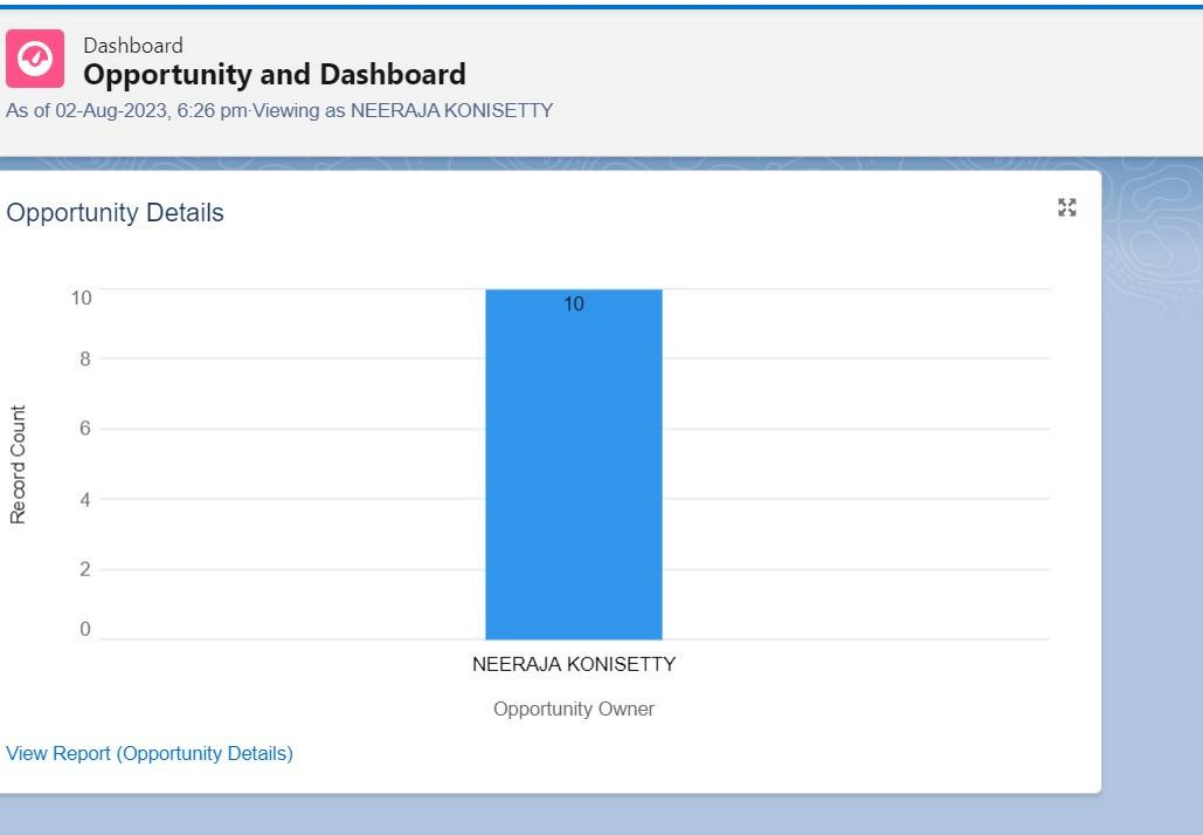 Dashboard
Opportunity and Dashboard
As of 02-Aug-2023, 6:26 pm·Viewing as NEERAJA KONISETTY
Opportunity Details
10
10
8
6
4
2
0
Record Count
NEERAJA KONISETTY
Opportunity Owner
View Report (Opportunity Details)